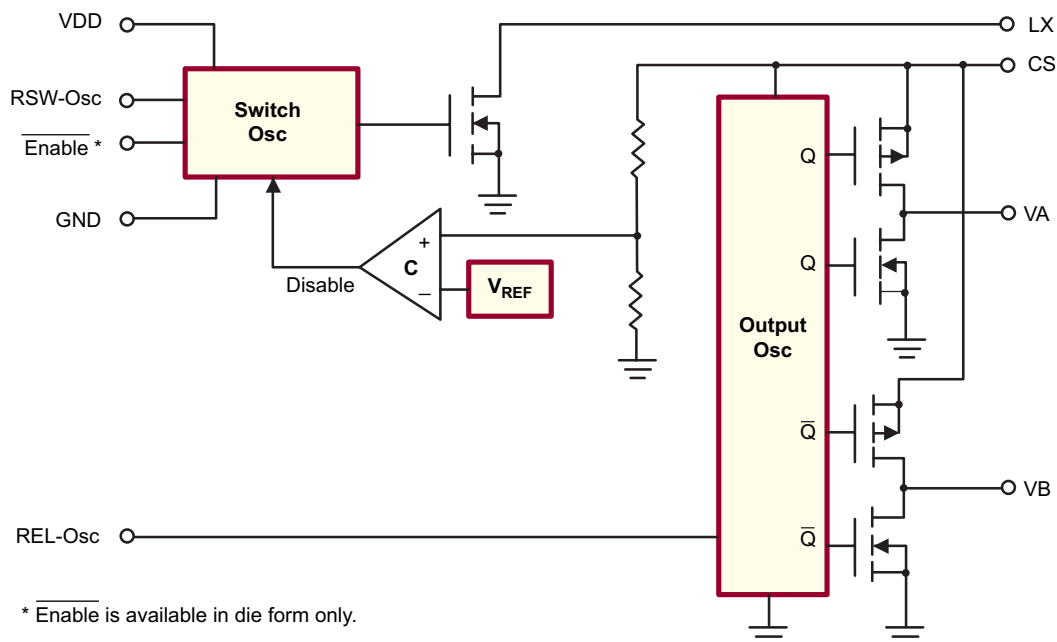 VDD
LX
CS
RSW-Osc
Switch
Osc
Enable *
Q
GND
VA
+
C
−
VREF
Disable
Q
Output
Osc
Q̅
VB
REL-Osc
Q̅
* Enable is available in die form only.